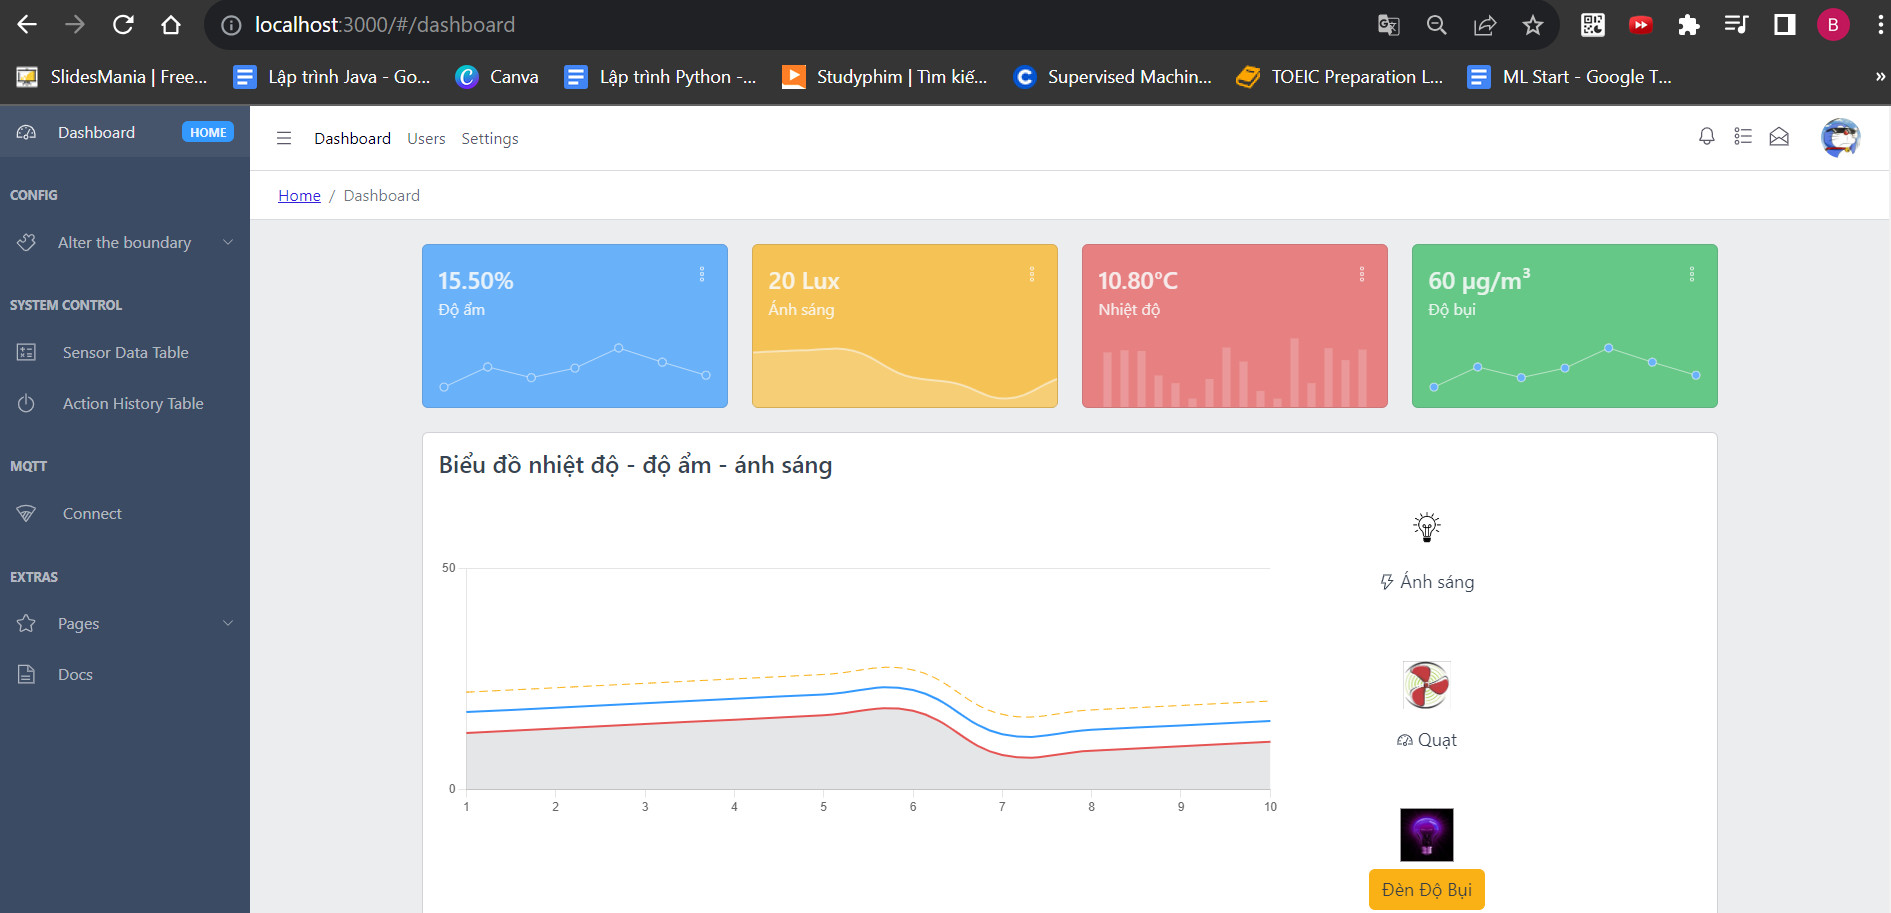 localhost:3000/#/dashboard
B
SlidesMania | Free...
Lập trình Java - Go...
Canva
Lập trình Python -...
Studyphim | Tìm kiế...
Supervised Machin...
TOEIC Preparation L...
ML Start - Google T...
»
Dashboard
HOME
CONFIG
Alter the boundary
SYSTEM CONTROL
Sensor Data Table
Action History Table
MQTT
Connect
EXTRAS
Pages
Docs
Dashboard Users Settings
Home / Dashboard
15.50%
Độ ẩm
20 Lux
Ánh sáng
10.80°C
Nhiệt độ
60 µg/m³
Độ bụi
Biểu đồ nhiệt độ - độ ẩm - ánh sáng
50
0
1 2 3 4 5 6 7 8 9 10
Ánh sáng
Quạt
Đèn Độ Bụi